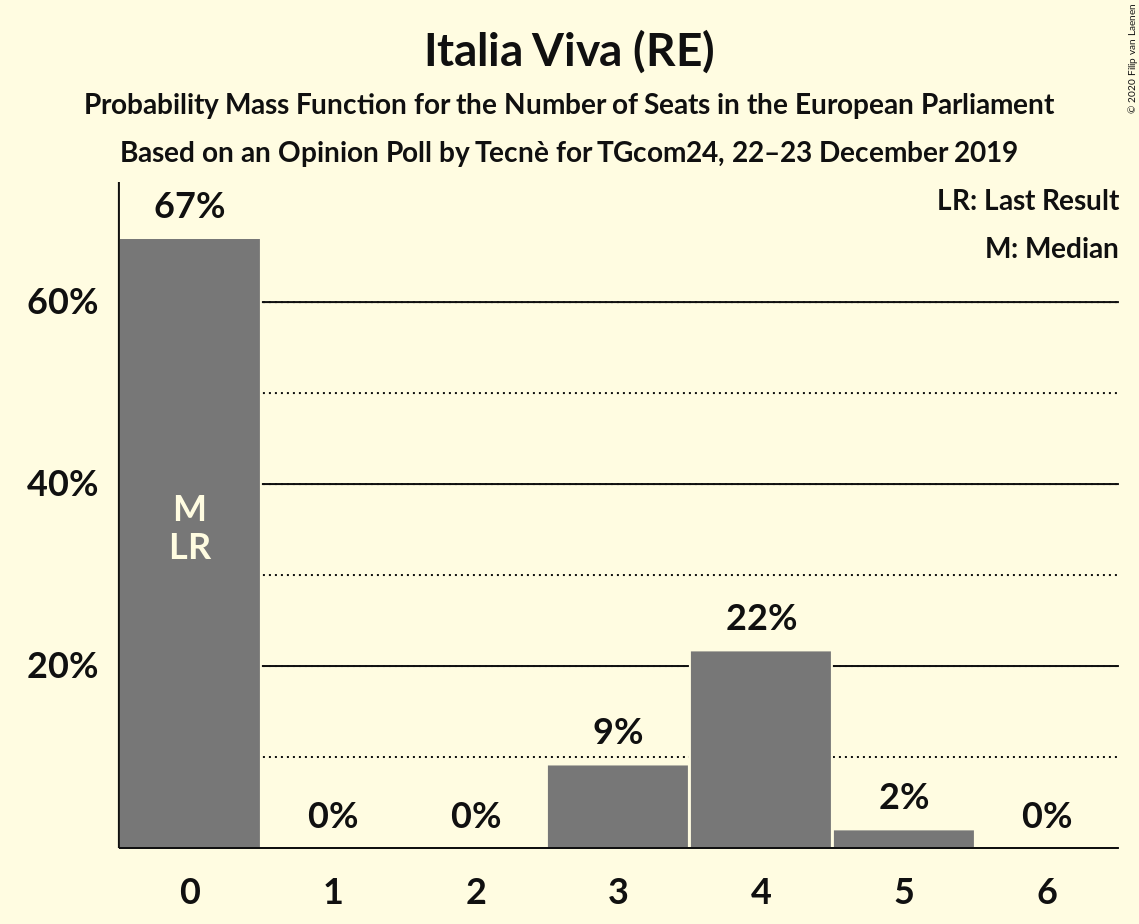 Italia Viva (RE)
Probability Mass Function for the Number of Seats in the European Parliament
Based on an Opinion Poll by Tecnè for TGcom24, 22–23 December 2019
© 2020 Filip van Laenen
LR: Last Result
M: Median
67%
60%
40%
M
LR
22%
20%
9%
2%
0%
0%
0%
0
1
2
3
4
5
6